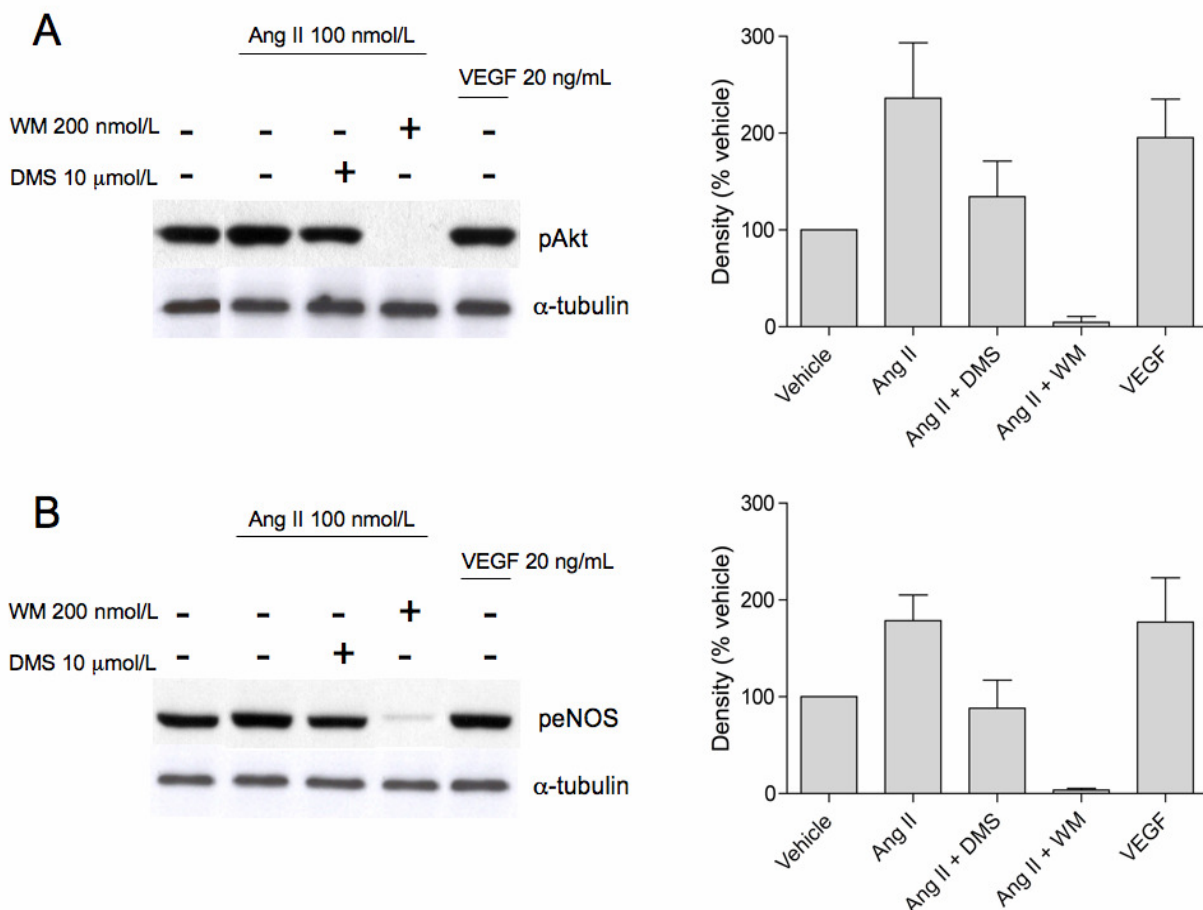 A
Ang II 100 nmol/L
VEGF 20 ng/mL
WM 200 nmol/L - - - + -
DMS 10 μmol/L - - + - -
pAkt
α-tubulin
Density (% vehicle)
300
200
100
0
Vehicle
Ang II
Ang II + DMS
Ang II + WM
VEGF
B
Ang II 100 nmol/L
VEGF 20 ng/mL
WM 200 nmol/L - - - + -
DMS 10 μmol/L - - + - -
peNOS
α-tubulin
Density (% vehicle)
300
200
100
0
Vehicle
Ang II
Ang II + DMS
Ang II + WM
VEGF